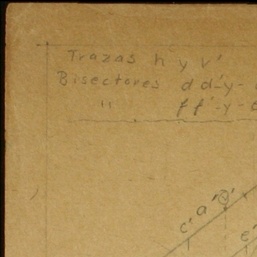 Trazas h' y v'
Bisectores d d'-y-
" f f'-y-
a'
c'
e'